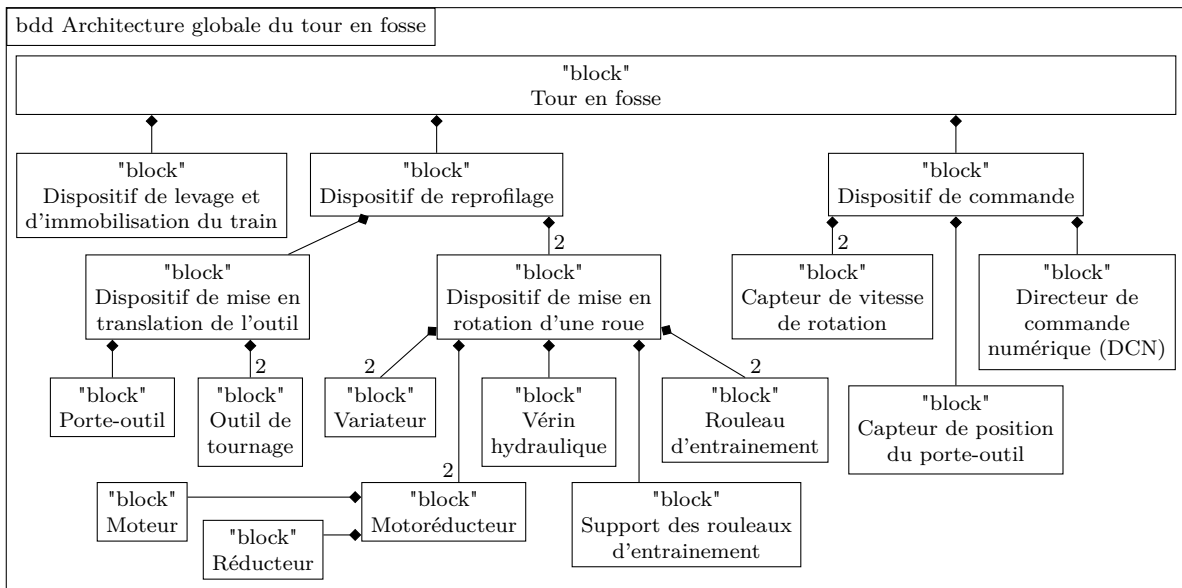 bdd Architecture globale du tour en fosse
"block"
Tour en fosse
"block"
Dispositif de levage et
d'immobilisation du train
"block"
Dispositif de reprofilage
"block"
Dispositif de commande
2
2
"block"
Dispositif de mise en
translation de l'outil
"block"
Dispositif de mise en
rotation d'une roue
"block"
Capteur de vitesse
de rotation
"block"
Directeur de
commande
numérique (DCN)
2
2
2
"block"
Porte-outil
"block"
Outil de
tournage
"block"
Variateur
"block"
Vérin
hydraulique
"block"
Rouleau
d'entrainement
"block"
Capteur de position
du porte-outil
2
"block"
Moteur
"block"
Motoréducteur
"block"
Support des rouleaux
d'entrainement
"block"
Réducteur